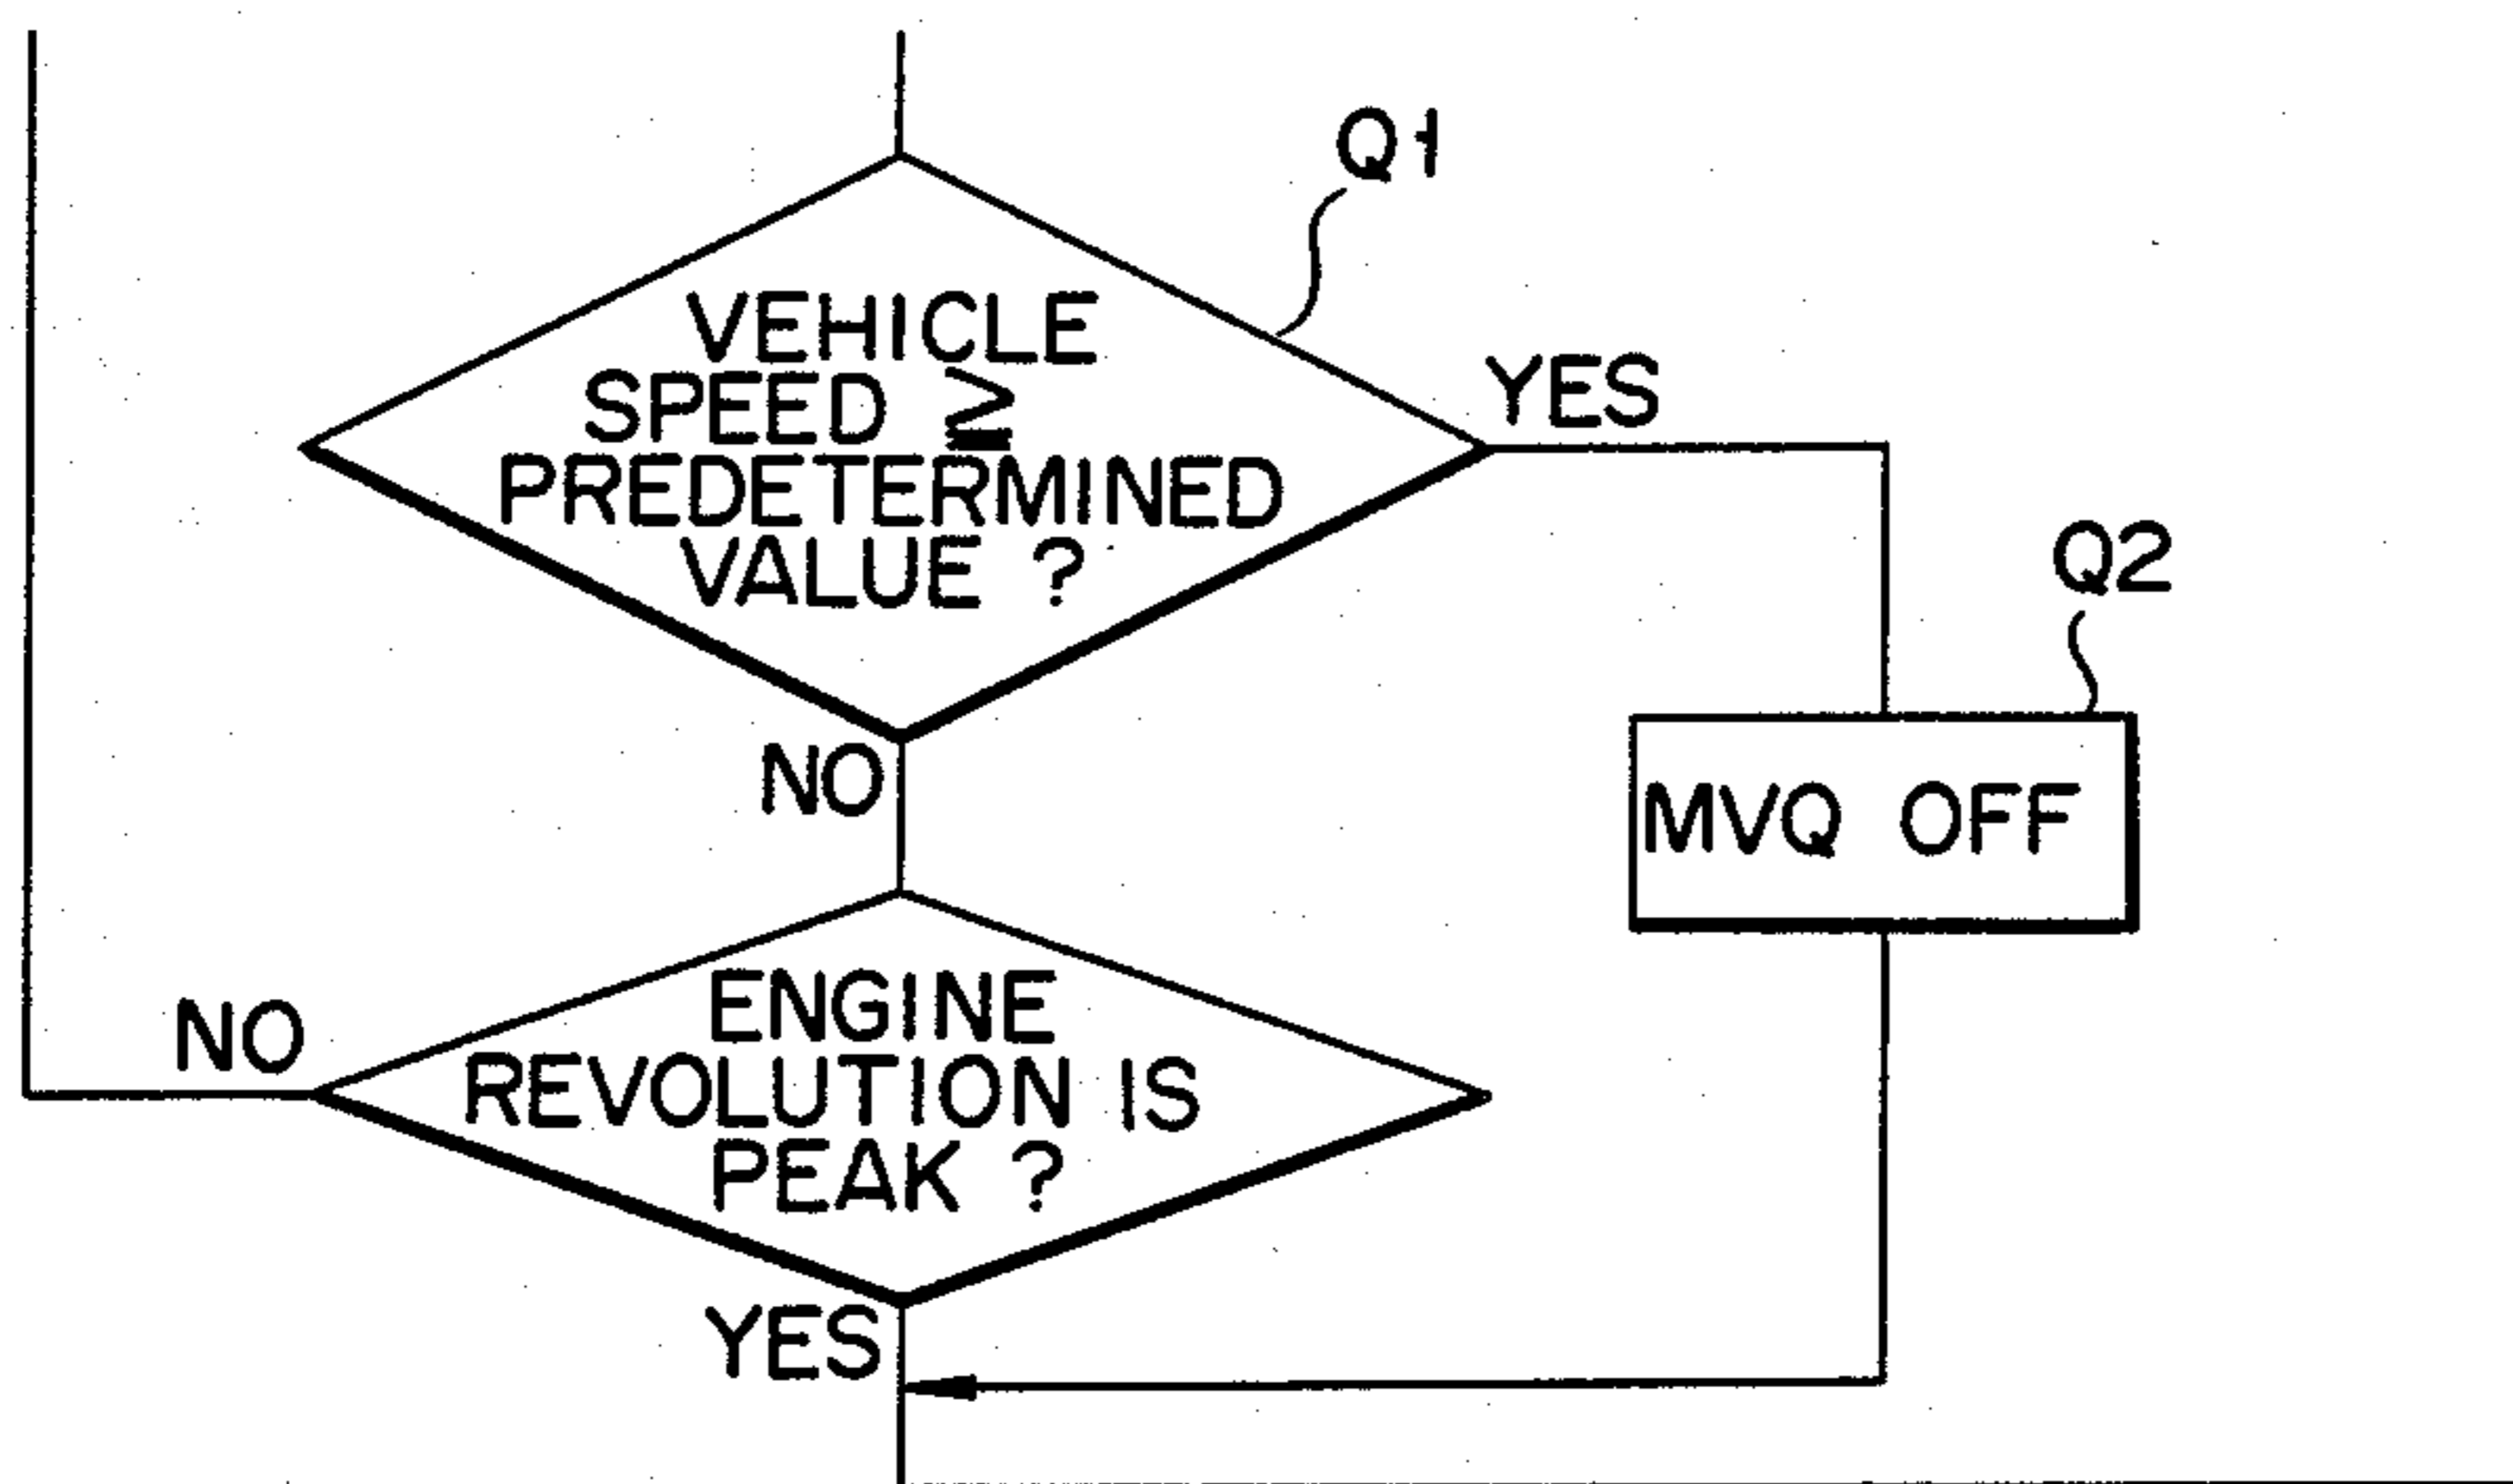 Q1
VEHICLE
SPEED ≧
PREDETERMINED
VALUE ?
YES
Q2
NO
MVQ OFF
ENGINE
REVOLUTION IS
PEAK ?
NO
YES